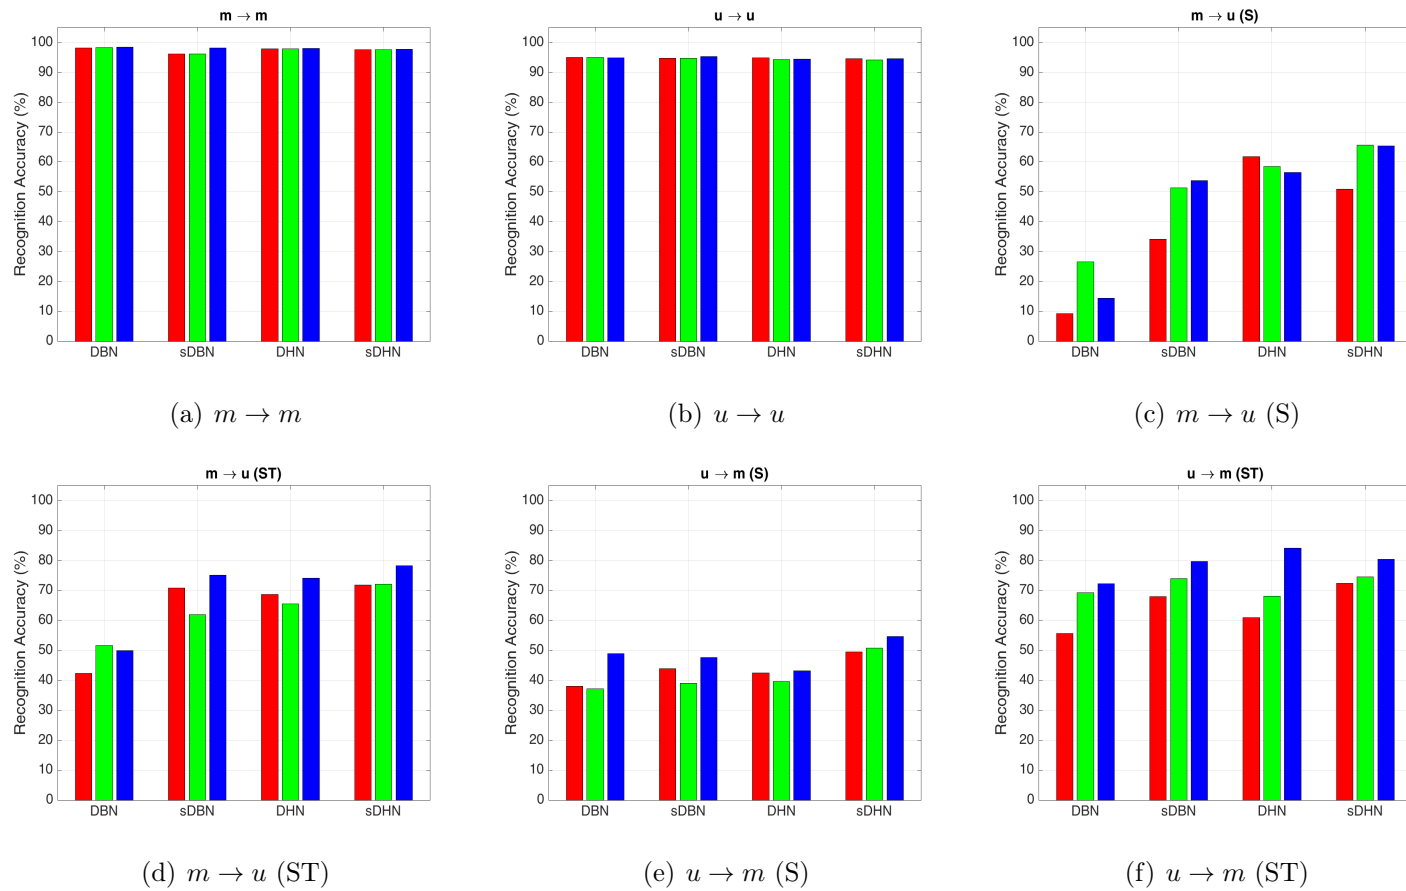 m → m
Recognition Accuracy (%)
100
90
80
70
60
50
40
30
20
10
0
DBN sDBN DHN sDHN
(a) m → m
u → u
Recognition Accuracy (%)
100
90
80
70
60
50
40
30
20
10
0
DBN sDBN DHN sDHN
(b) u → u
m → u (S)
Recognition Accuracy (%)
100
90
80
70
60
50
40
30
20
10
0
DBN sDBN DHN sDHN
(c) m → u (S)
m → u (ST)
Recognition Accuracy (%)
100
90
80
70
60
50
40
30
20
10
0
DBN sDBN DHN sDHN
(d) m → u (ST)
u → m (S)
Recognition Accuracy (%)
100
90
80
70
60
50
40
30
20
10
0
DBN sDBN DHN sDHN
(e) u → m (S)
u → m (ST)
Recognition Accuracy (%)
100
90
80
70
60
50
40
30
20
10
0
DBN sDBN DHN sDHN
(f) u → m (ST)